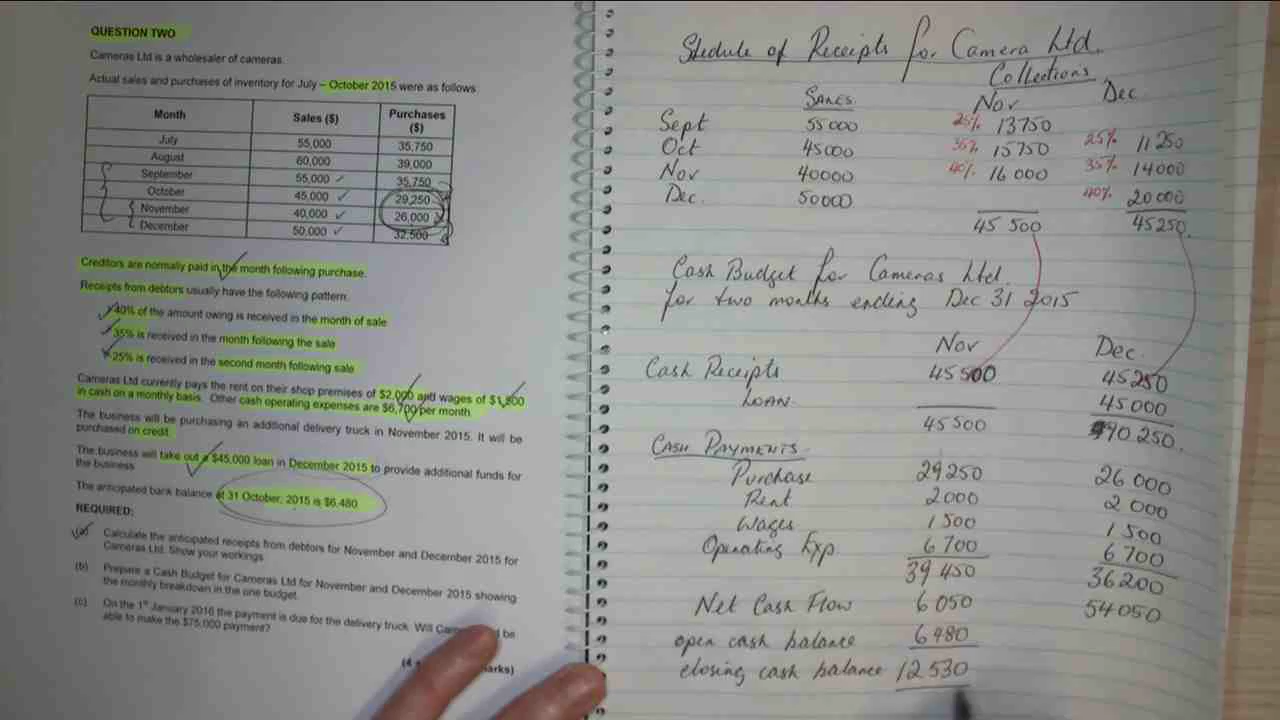 QUESTION TWO
Cameras Ltd is a wholesaler of cameras.
Actual sales and purchases of inventory for July – October 2015 were as follows
Month Sales ($) Purchases ($)
July 55,000 35,750
August 60,000 39,000
September 55,000 35,750
October 45,000 29,250
November 40,000 26,000
December 50,000 32,500
Creditors are normally paid in the month following purchase.
Receipts from debtors usually have the following pattern.
40% of the amount owing is received in the month of sale
35% is received in the month following the sale
25% is received in the second month following sale
Cameras Ltd currently pays the rent on their shop premises of $2,000 and wages of $1,500
in cash on a monthly basis. Other cash operating expenses are $6,700 per month.
The business will be purchasing an additional delivery truck in November 2015. It will be
purchased on credit.
The business will take out a $45,000 loan in December 2015 to provide additional funds for
the business
The anticipated bank balance at 31 October, 2015 is $6,480
REQUIRED:
(a) Calculate the anticipated receipts from debtors for November and December 2015 for
Cameras Ltd. Show your workings
(b) Prepare a Cash Budget for Cameras Ltd for November and December 2015 showing
the monthly breakdown in the one budget.
(c) On the 1st January 2016 the payment is due for the delivery truck. Will be
able to make the $75,000 payment?
(4
Shedule of Receipts for Camera Ltd.
Collections
SALES Nov Dec
Sept 55000 25% 13750
Oct 45000 35% 15750 25% 11250
Nov 40000 40% 16000 35% 14000
Dec. 50000 40% 20000
45 500 45250
Cash Budget for Cameras Ltd.
for two months ending Dec 31 2015
Nov Dec.
Cash Receipts 45500 45250
LOAN 45000
45500 90.250
CASH PAYMENTS
Purchase 29250 26000
Rent 2000 2000
Wages 1500 1500
Operating Exp. 6700 6700
39450 36200
Net Cash Flow 6050 54050
open cash balance 6480
closing cash balance 12530